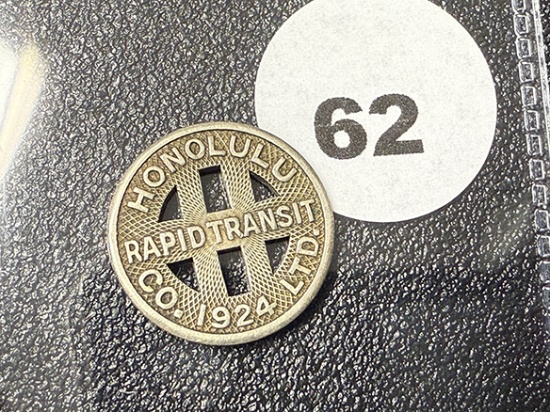 HONOLULU
RAPID TRANSIT
CO. 1924 LTD.
62